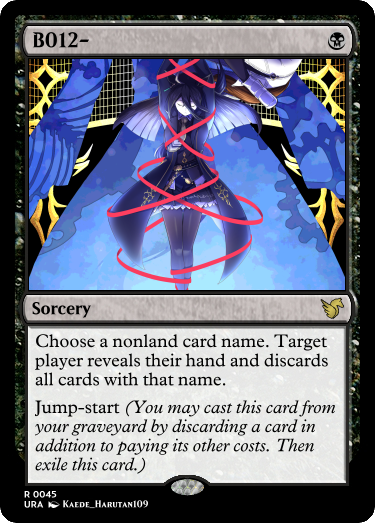 B012-
Sorcery
Choose a nonland card name. Target
player reveals their hand and discards
all cards with that name.
Jump-start (You may cast this card from
your graveyard by discarding a card in
addition to paying its other costs. Then
exile this card.)
R 0045
URA Kaede_Harutan109